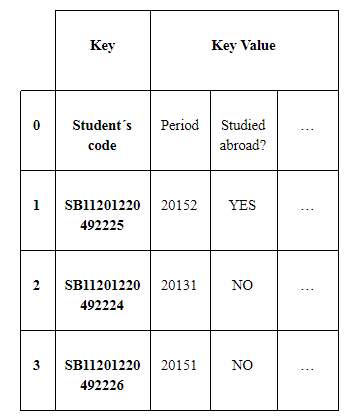 Key Key Value
0 Student´s code Period Studied abroad? …
1 SB11201220492225 20152 YES …
2 SB11201220492224 20131 NO …
3 SB11201220492226 20151 NO …